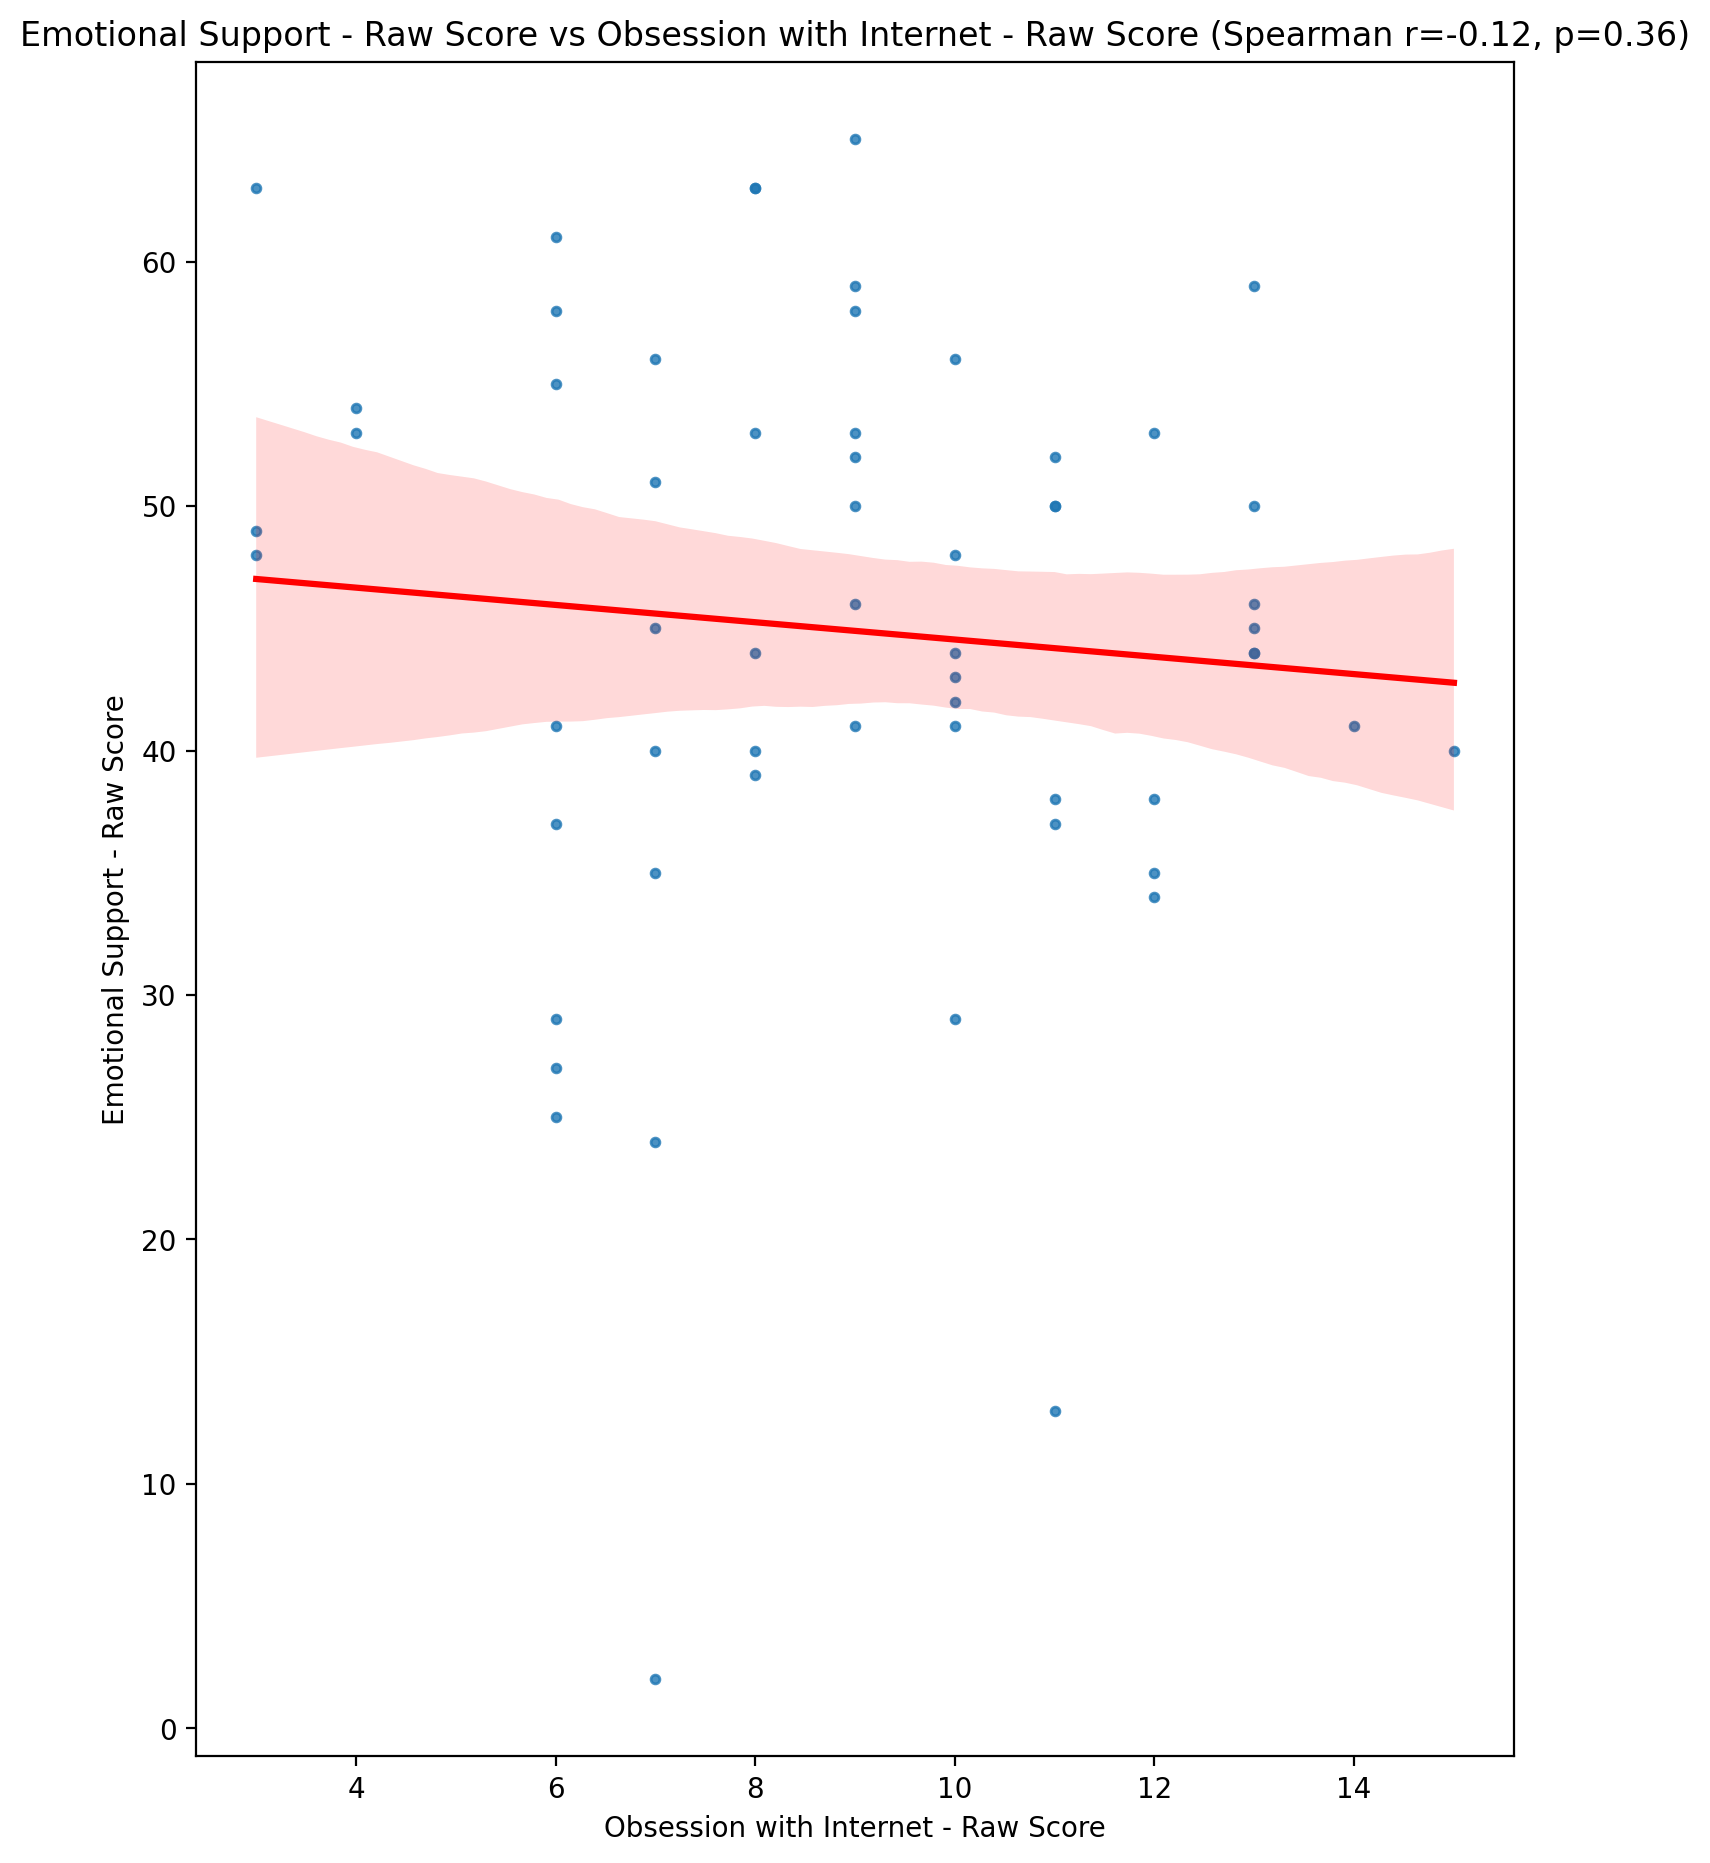 Emotional Support - Raw Score vs Obsession with Internet - Raw Score (Spearman r=-0.12, p=0.36)
Emotional Support - Raw Score
60
50
40
30
20
10
0
4 6 8 10 12 14
Obsession with Internet - Raw Score